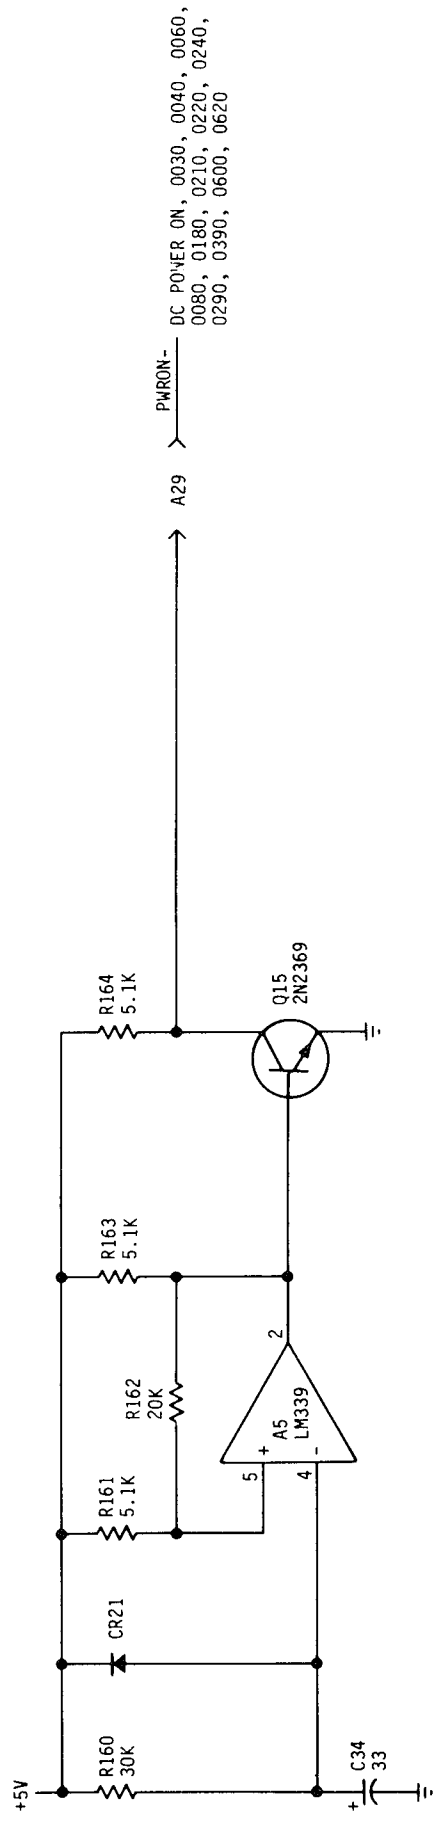 +5V
R160
30K
C34
33
+
CR21
R161
5.1K
R162
20K
R163
5.1K
5
4
+
-
A5
LM339
2
R164
5.1K
Q15
2N2369
A29
PWRON-
DC POWER ON, 0030, 0040, 0060,
0080, 0180, 0210, 0220, 0240,
0290, 0390, 0600, 0620